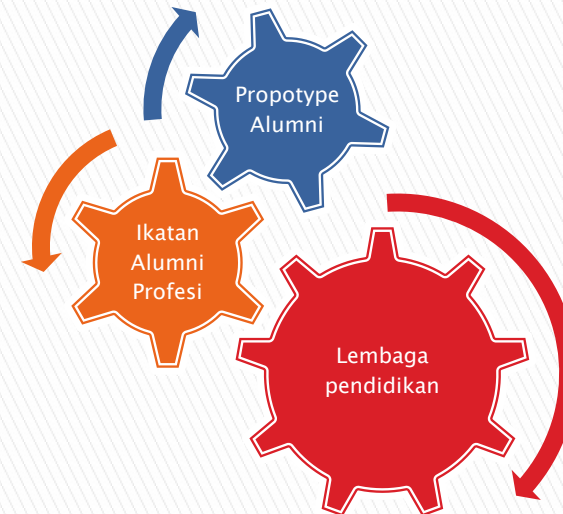 Propotype
Alumni
Ikatan
Alumni
Profesi
Lembaga
pendidikan